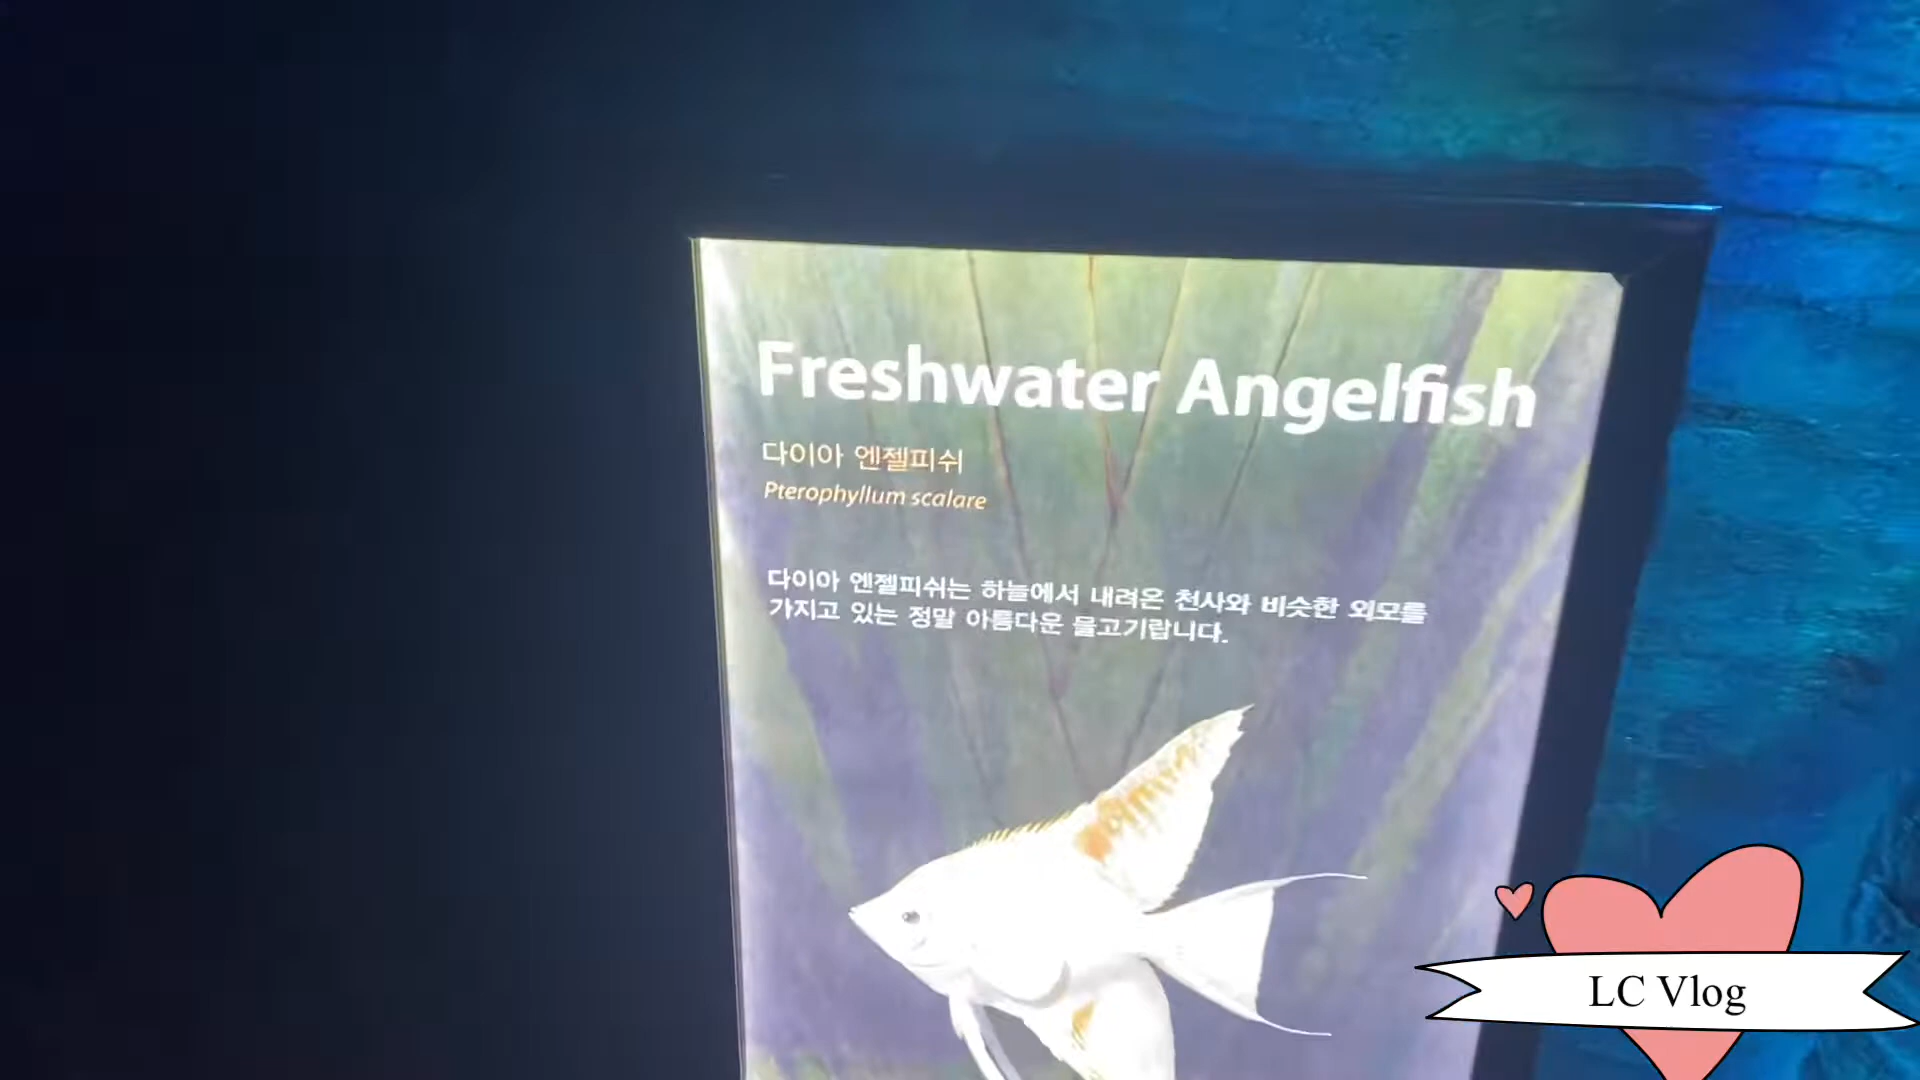 Freshwater Angelfish
다이아 엔젤피쉬
Pterophyllum scalare
다이아 엔젤피쉬는 하늘에서 내려온 천사와 비슷한 외모를
가지고 있는 정말 아름다운 물고기랍니다.
LC Vlog